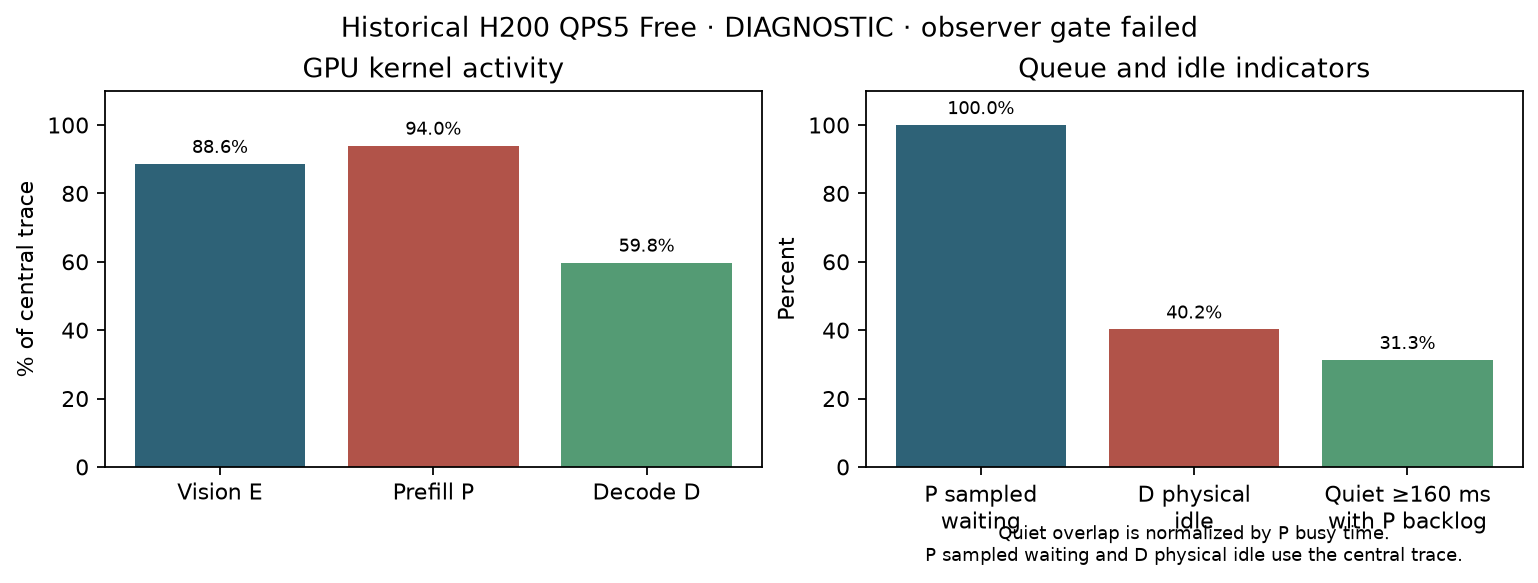 Historical H200 QPS5 Free · DIAGNOSTIC · observer gate failed
GPU kernel activity
% of central trace
100
80
60
40
20
0
88.6%
94.0%
59.8%
Vision E
Prefill P
Decode D
Queue and idle indicators
Percent
100
80
60
40
20
0
100.0%
40.2%
31.3%
P sampled
waiting
D physical
idle
Quiet ≥160 ms
with P backlog
Quiet overlap is normalized by P busy time.
P sampled waiting and D physical idle use the central trace.